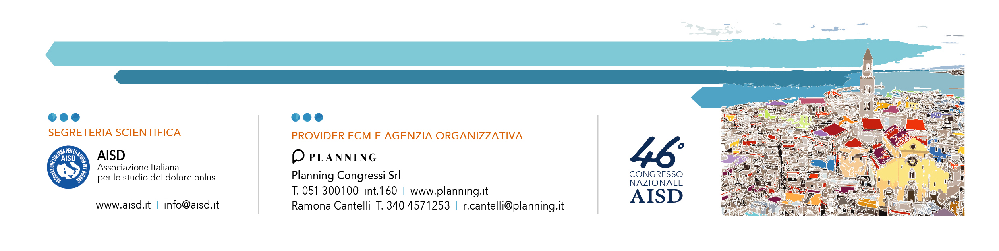 SEGRETERIA SCIENTIFICA
ASSOCIAZIONE ITALIANA PER LO STUDIO DEL DOLORE
AISD
AISD
Associazione Italiana
per lo studio del dolore onlus
www.aisd.it | info@aisd.it
PROVIDER ECM E AGENZIA ORGANIZZATIVA
PLANNING
Planning Congressi Srl
T. 051 300100 int.160 | www.planning.it
Ramona Cantelli T. 340 4571253 | r.cantelli@planning.it
46°
CONGRESSO
NAZIONALE
AISD